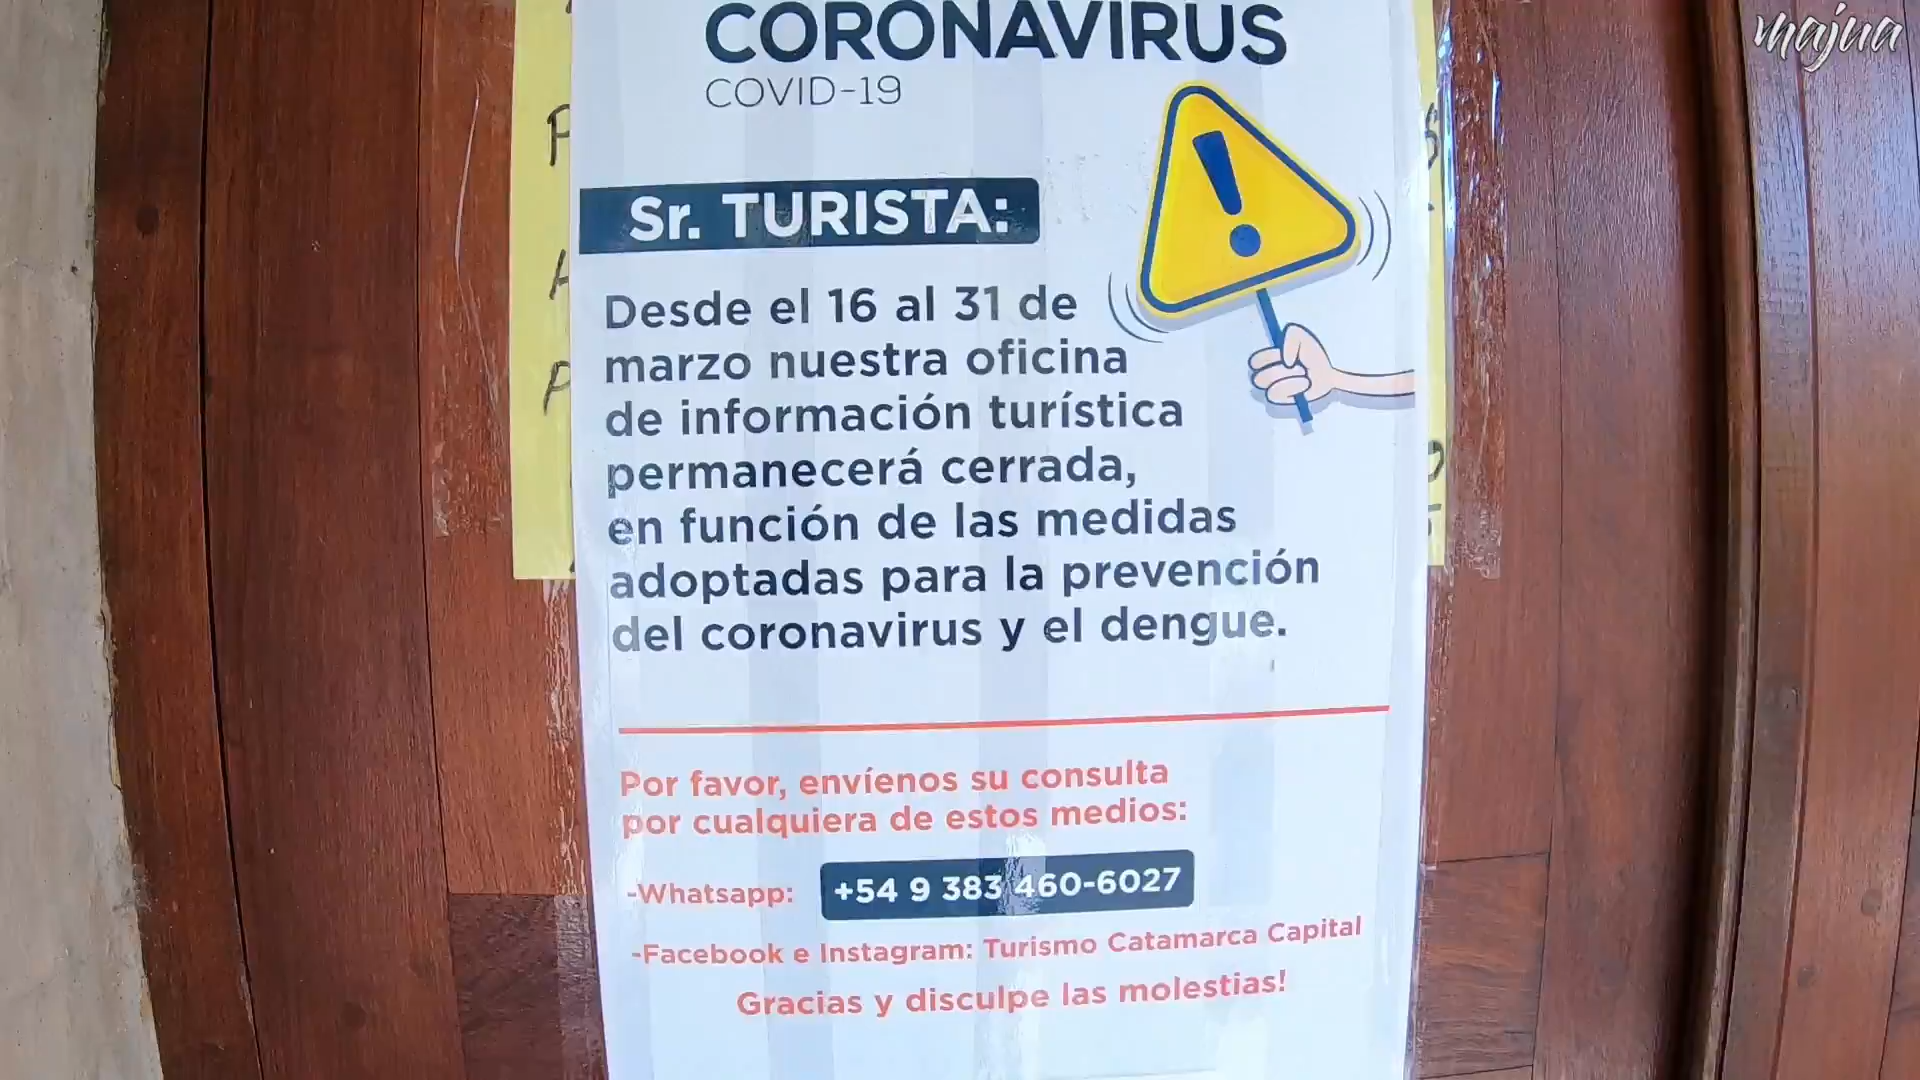 majua
CORONAVIRUS
COVID-19
Sr. TURISTA:
Desde el 16 al 31 de
marzo nuestra oficina
de información turística
permanecerá cerrada,
en función de las medidas
adoptadas para la prevención
del coronavirus y el dengue.
Por favor, envíenos su consulta
por cualquiera de estos medios:
-Whatsapp: +54 9 383 460-6027
-Facebook e Instagram: Turismo Catamarca Capital
Gracias y disculpe las molestias!